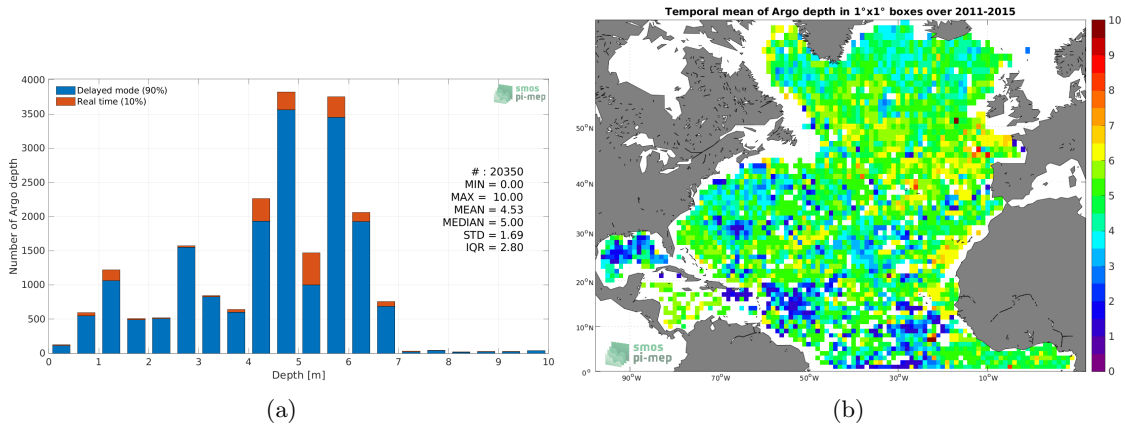 Number of Argo depth
4000
3500
3000
2500
2000
1500
1000
500
0
Delayed mode (90%)
Real time (10%)
smos
pi-mep
# : 20350
MIN = 0.00
MAX = 10.00
MEAN = 4.53
MEDIAN = 5.00
STD = 1.69
IQR = 2.80
0 1 2 3 4 5 6 7 8 9 10
Depth [m]
(a)
Temporal mean of Argo depth in 1°x1° boxes over 2011-2015
50°N
40°N
30°N
20°N
10°N
0°
smos
pi-mep
90°W 70°W 50°W 30°W 10°W
10
9
8
7
6
5
4
3
2
1
0
(b)